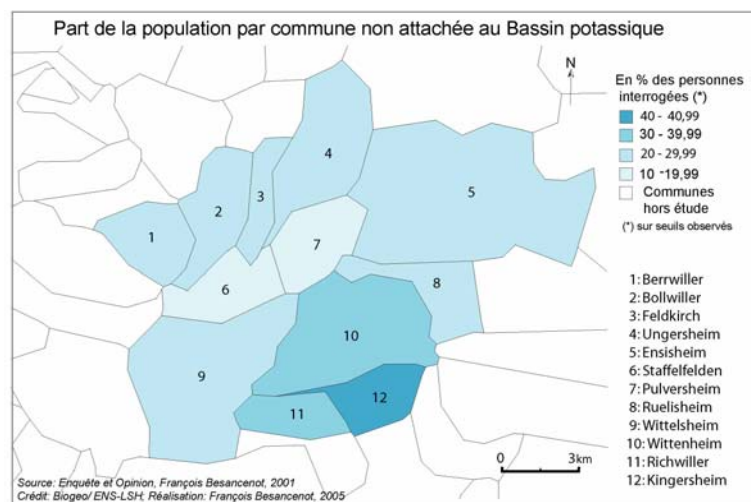 Part de la population par commune non attachée au Bassin potassique
N
En % des personnes
interrogées (*)
40 - 40,99
30 - 39,99
20 - 29,99
10 -19,99
Communes
hors étude
(*) sur seuils observés
1
2
3
4
5
6
7
8
9
10
11
12
1: Berrwiller
2: Bollwiller
3: Feldkirch
4: Ungersheim
5: Ensisheim
6: Staffelfelden
7: Pulversheim
8: Ruelisheim
9: Wittelsheim
10: Wittenheim
11: Richwiller
12: Kingersheim
0 3km
Source: Enquête et Opinion, François Besancenot, 2001
Crédit: Biogeo/ ENS-LSH; Réalisation: François Besancenot, 2005